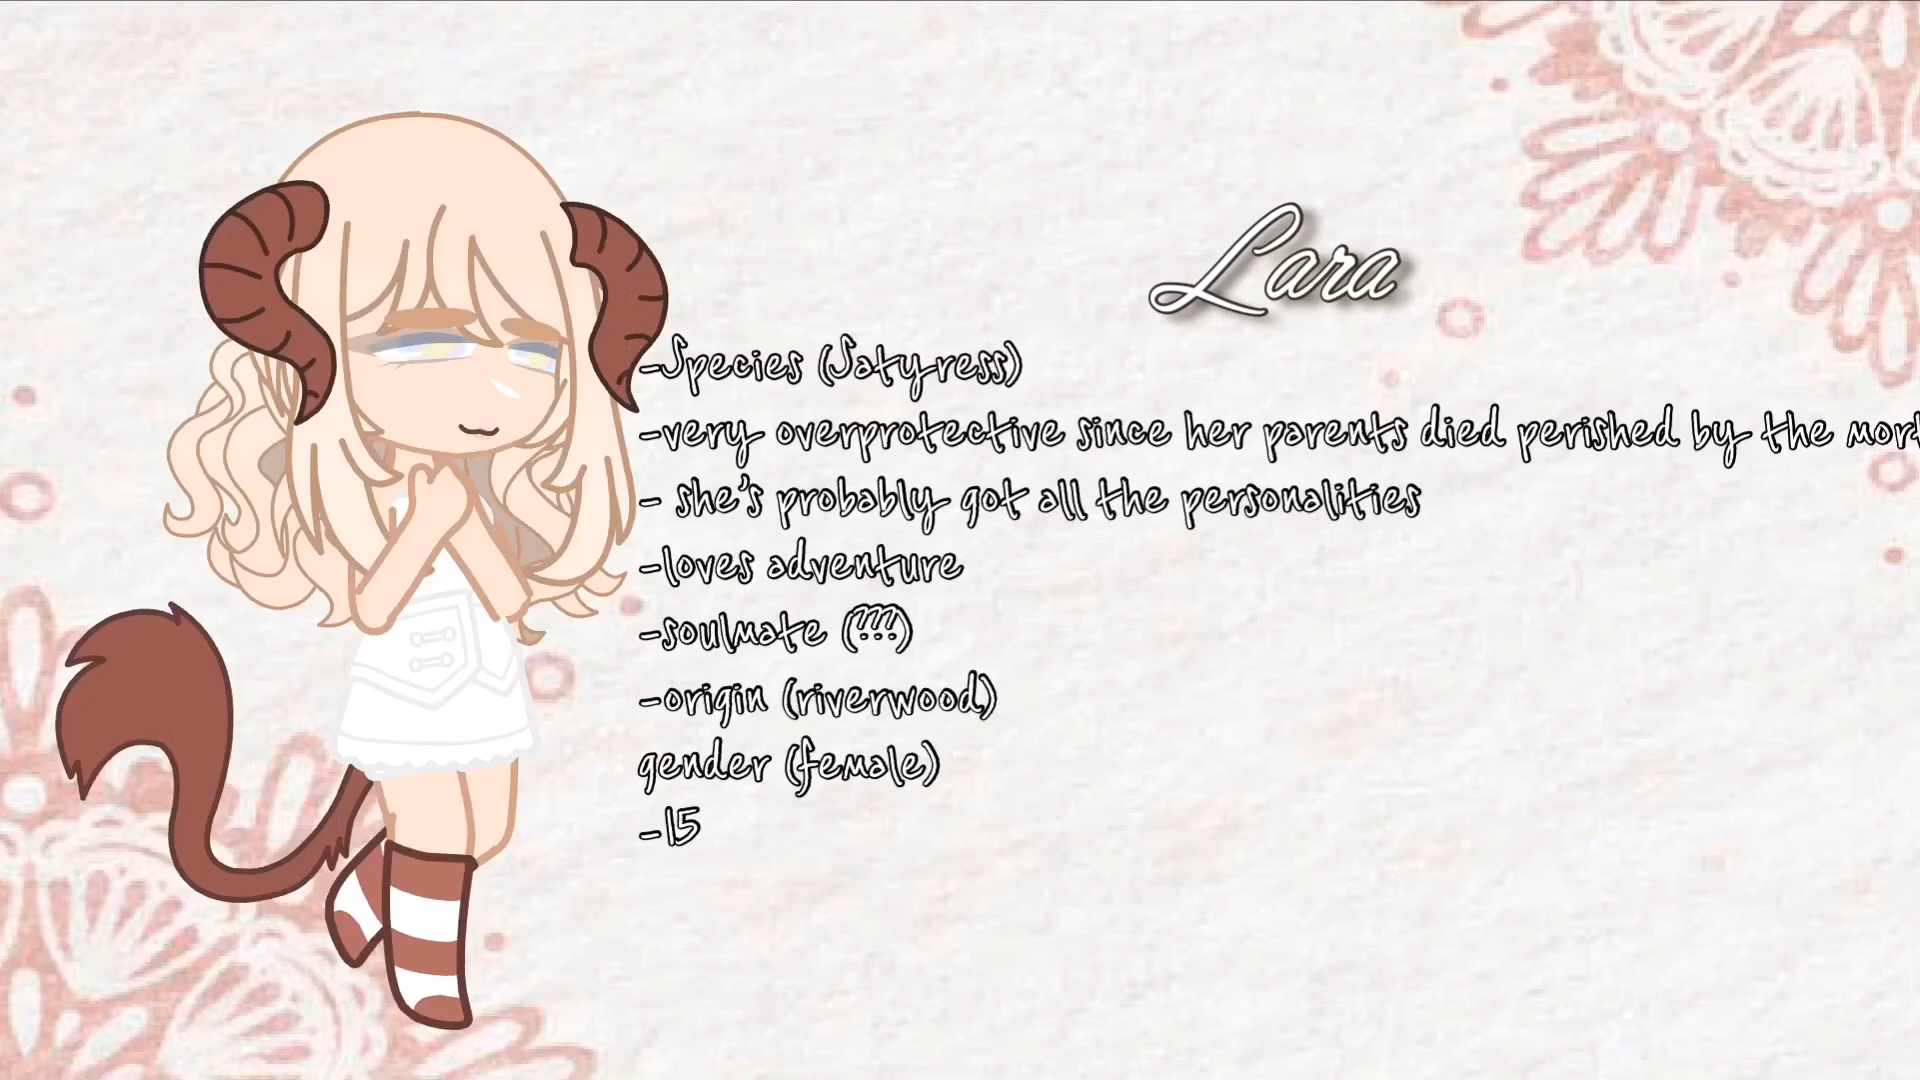 Lara
-Species (Satyress)
-very overprotective since her parents died perished by the
- she's probably got all the personalities
-loves adventure
-soulmate (???)
-origin (riverwood)
gender (female)
-15